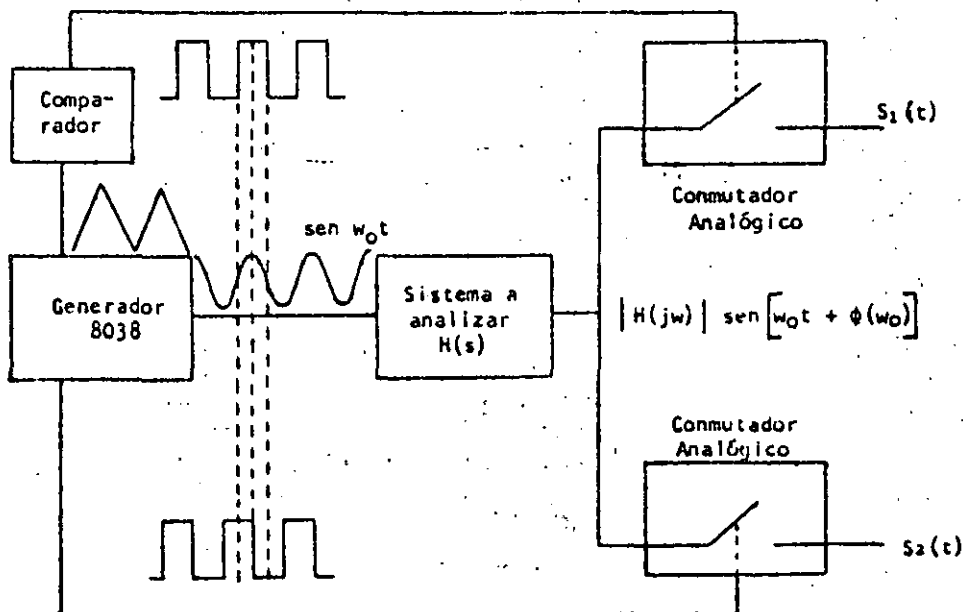 Compa-
rador
S₁(t)
Conmutador
Analógico
sen w₀t
Generador
8038
Sistema a
analizar
H(s)
|H(jw)| sen [w₀t + φ(w₀)]
Conmutador
Analógico
S₂(t)